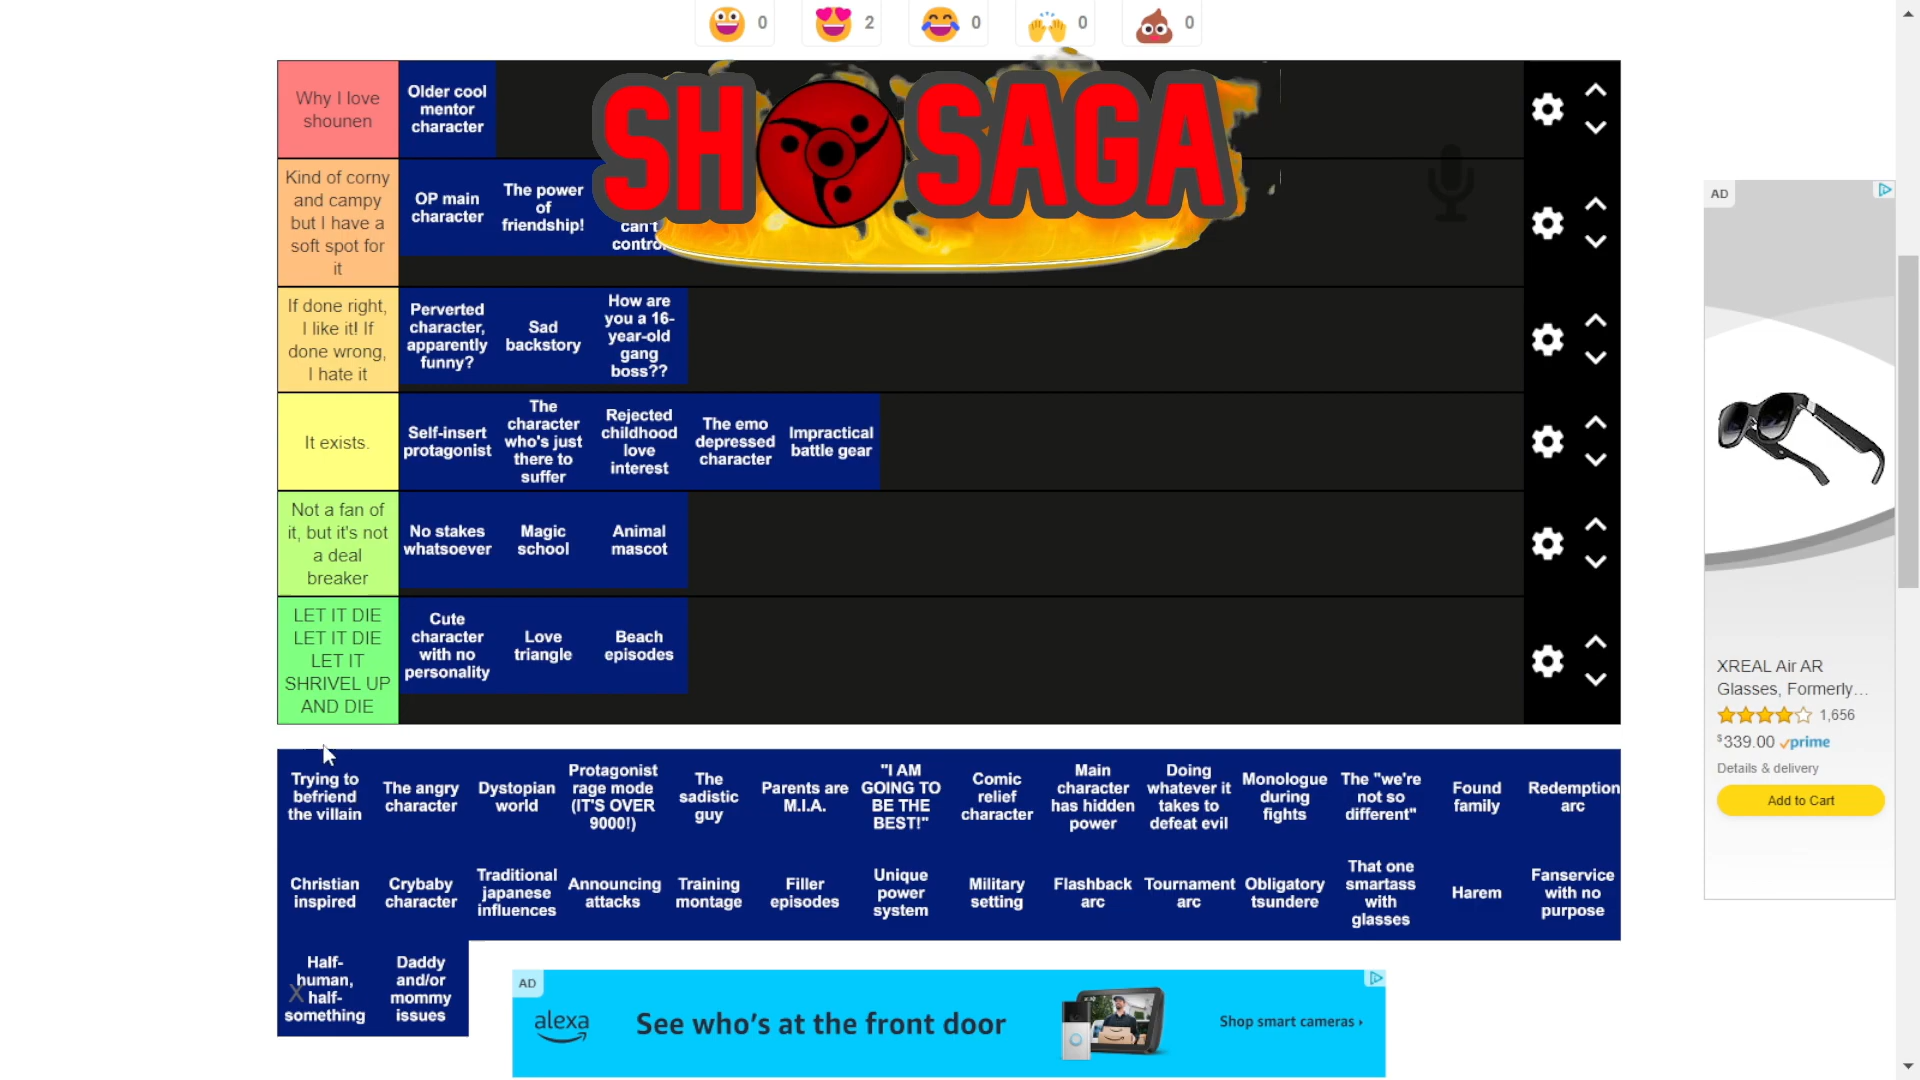 0
2
0
0
0
Why I love
shounen
Older cool
mentor
character
SH SAGA
Kind of corny
and campy
but I have a
soft spot for
it
OP main
character
The power
of
friendship!
can't
control
If done right,
I like it! If
done wrong,
I hate it
Perverted
character,
apparently
funny?
Sad
backstory
How are
you a 16-
year-old
gang
boss??
It exists.
Self-insert
protagonist
The
character
who's just
there to
suffer
Rejected
childhood
love
interest
The emo
depressed
character
Impractical
battle gear
Not a fan of
it, but it's not
a deal
breaker
No stakes
whatsoever
Magic
school
Animal
mascot
LET IT DIE
LET IT DIE
LET IT
SHRIVEL UP
AND DIE
Cute
character
with no
personality
Love
triangle
Beach
episodes
Trying to
befriend
the villain
The angry
character
Dystopian
world
Protagonist
rage mode
(IT'S OVER
9000!)
The
sadistic
guy
Parents are
M.I.A.
"I AM
GOING TO
BE THE
BEST!"
Comic
relief
character
Main
character
has hidden
power
Doing
whatever it
takes to
defeat evil
Monologue
during
fights
The "we're
not so
different"
Found
family
Redemption
arc
Christian
inspired
Crybaby
character
Traditional
japanese
influences
Announcing
attacks
Training
montage
Filler
episodes
Unique
power
system
Military
setting
Flashback
arc
Tournament
arc
Obligatory
tsundere
That one
smartass
with
glasses
Harem
Fanservice
with no
purpose
Half-
human,
half-
something
X
Daddy
and/or
mommy
issues
AD
alexa
See who's at the front door
Shop smart cameras ›
AD
XREAL Air AR
Glasses, Formerly...
1,656
$339.00 prime
Details & delivery
Add to Cart